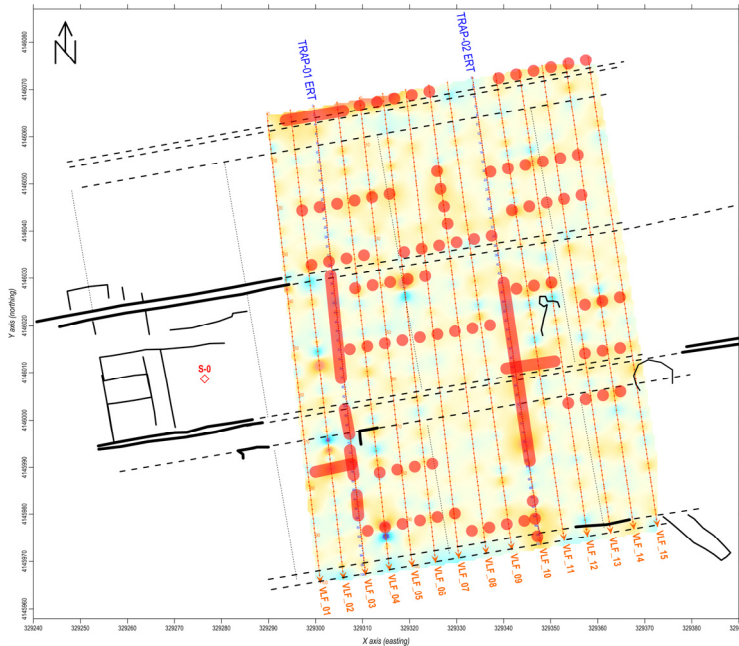 N
TRAP-01 ERT
TRAP-02 ERT
4146080
4146070
4146060
4146050
4146040
4146030
4146020
4146010
4146000
4145990
4145980
4145970
4145960
Y axis (northing)
S-0
VLF_01
VLF_02
VLF_03
VLF_04
VLF_05
VLF_06
VLF_07
VLF_08
VLF_09
VLF_10
VLF_11
VLF_12
VLF_13
VLF_14
VLF_15
329240
329250
329260
329270
329280
329290
329300
329310
329320
329330
329340
329350
329360
329370
329380
329390
X axis (easting)